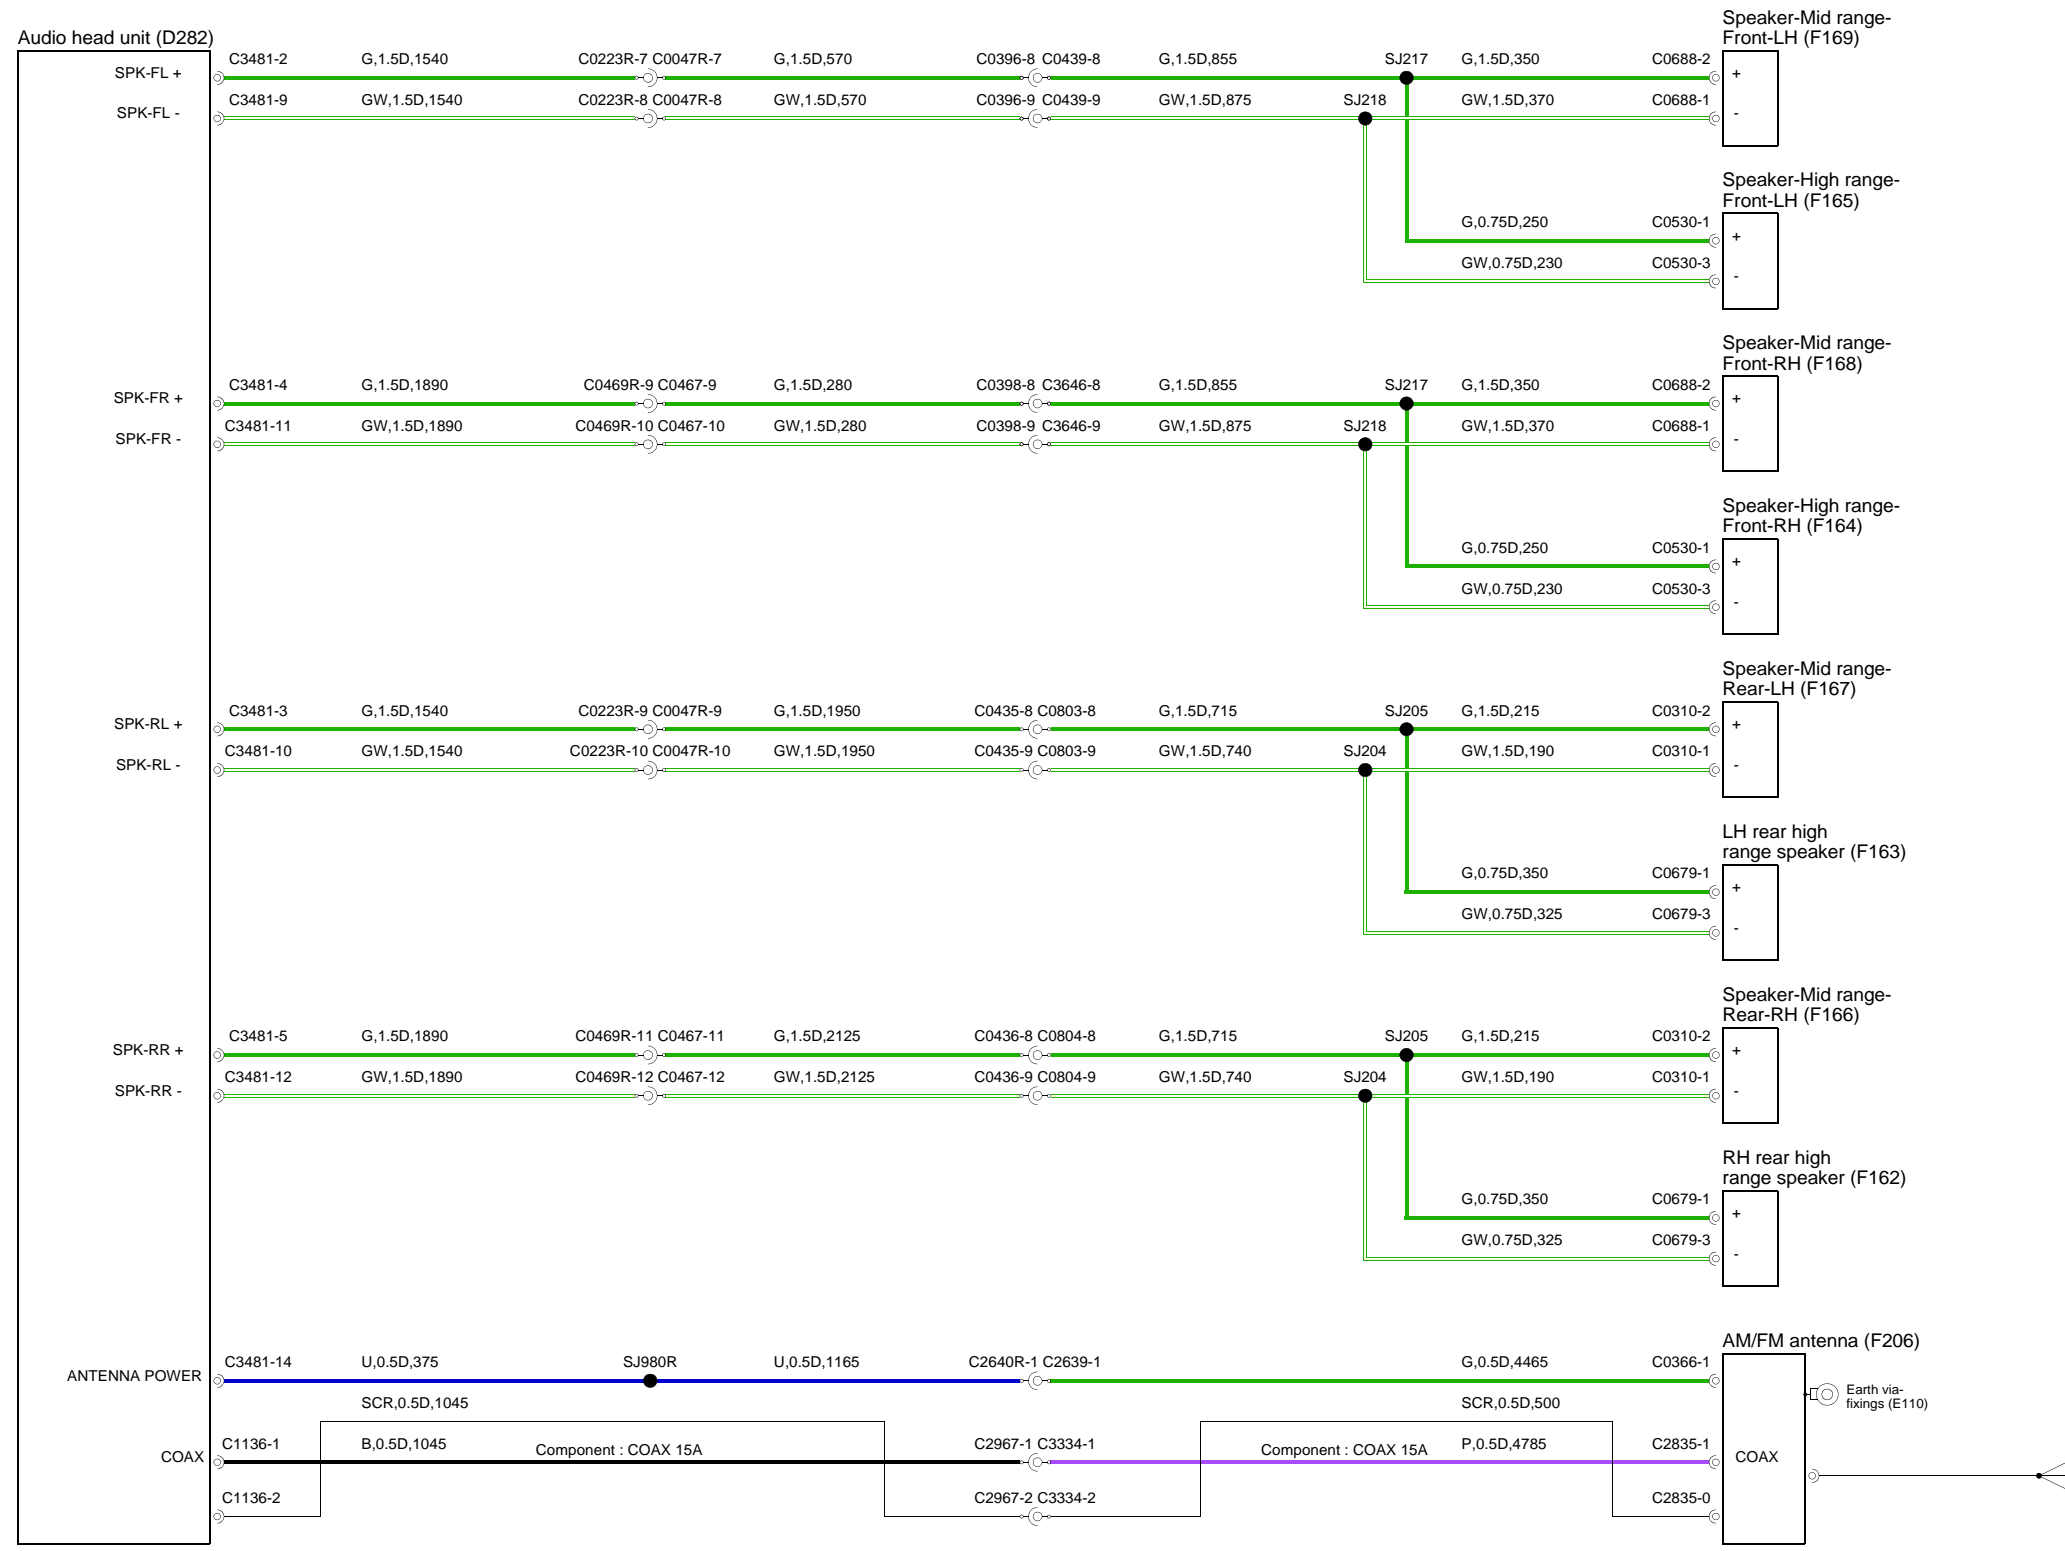 Speaker-Mid range-
Front-LH (F169)
Audio head unit (D282)
C3481-2 G,1.5D,1540 C0223R-7 C0047R-7 G,1.5D,570 C0396-8 C0439-8 G,1.5D,855 SJ217 G,1.5D,350 C0688-2
SPK-FL + +
C3481-9 GW,1.5D,1540 C0223R-8 C0047R-8 GW,1.5D,570 C0396-9 C0439-9 GW,1.5D,875 SJ218 GW,1.5D,370 C0688-1
SPK-FL - -
Speaker-High range-
Front-LH (F165)
G,0.75D,250 C0530-1
+
GW,0.75D,230 C0530-3
-
Speaker-Mid range-
Front-RH (F168)
C3481-4 G,1.5D,1890 C0469R-9 C0467-9 G,1.5D,280 C0398-8 C3646-8 G,1.5D,855 SJ217 G,1.5D,350 C0688-2
SPK-FR + +
C3481-11 GW,1.5D,1890 C0469R-10 C0467-10 GW,1.5D,280 C0398-9 C3646-9 GW,1.5D,875 SJ218 GW,1.5D,370 C0688-1
SPK-FR - -
Speaker-High range-
Front-RH (F164)
G,0.75D,250 C0530-1
+
GW,0.75D,230 C0530-3
-
Speaker-Mid range-
Rear-LH (F167)
C3481-3 G,1.5D,1540 C0223R-9 C0047R-9 G,1.5D,1950 C0435-8 C0803-8 G,1.5D,715 SJ205 G,1.5D,215 C0310-2
SPK-RL + +
C3481-10 GW,1.5D,1540 C0223R-10 C0047R-10 GW,1.5D,1950 C0435-9 C0803-9 GW,1.5D,740 SJ204 GW,1.5D,190 C0310-1
SPK-RL - -
LH rear high
range speaker (F163)
G,0.75D,350 C0679-1
+
GW,0.75D,325 C0679-3
-
Speaker-Mid range-
Rear-RH (F166)
C3481-5 G,1.5D,1890 C0469R-11 C0467-11 G,1.5D,2125 C0436-8 C0804-8 G,1.5D,715 SJ205 G,1.5D,215 C0310-2
SPK-RR + +
C3481-12 GW,1.5D,1890 C0469R-12 C0467-12 GW,1.5D,2125 C0436-9 C0804-9 GW,1.5D,740 SJ204 GW,1.5D,190 C0310-1
SPK-RR - -
RH rear high
range speaker (F162)
G,0.75D,350 C0679-1
+
GW,0.75D,325 C0679-3
-
AM/FM antenna (F206)
C3481-14 U,0.5D,375 SJ980R U,0.5D,1165 C2640R-1 C2639-1 G,0.5D,4465 C0366-1
ANTENNA POWER
Earth via-
fixings (E110)
SCR,0.5D,1045 SCR,0.5D,500
C1136-1 B,0.5D,1045 Component : COAX 15A C2967-1 C3334-1 Component : COAX 15A P,0.5D,4785 C2835-1
COAX COAX
C1136-2 C2967-2 C3334-2 C2835-0